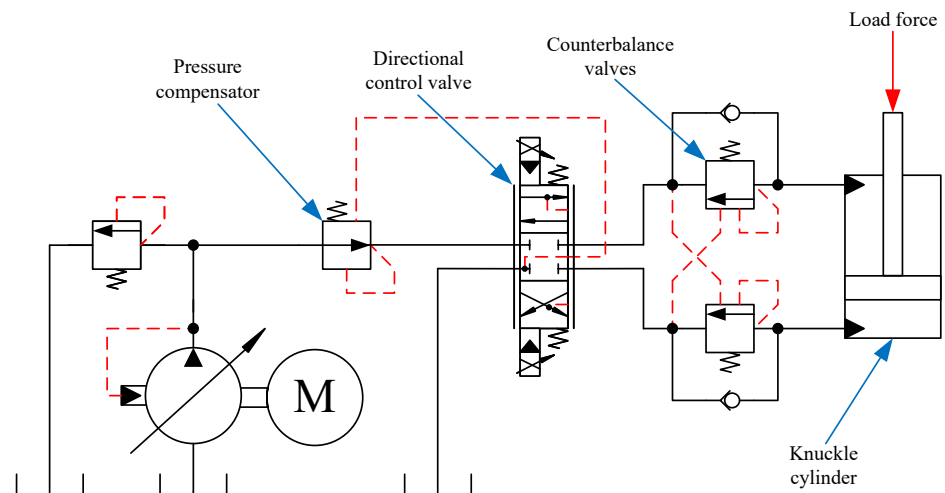 Load force
Directional
control valve
Counterbalance
valves
Pressure
compensator
M
Knuckle
cylinder